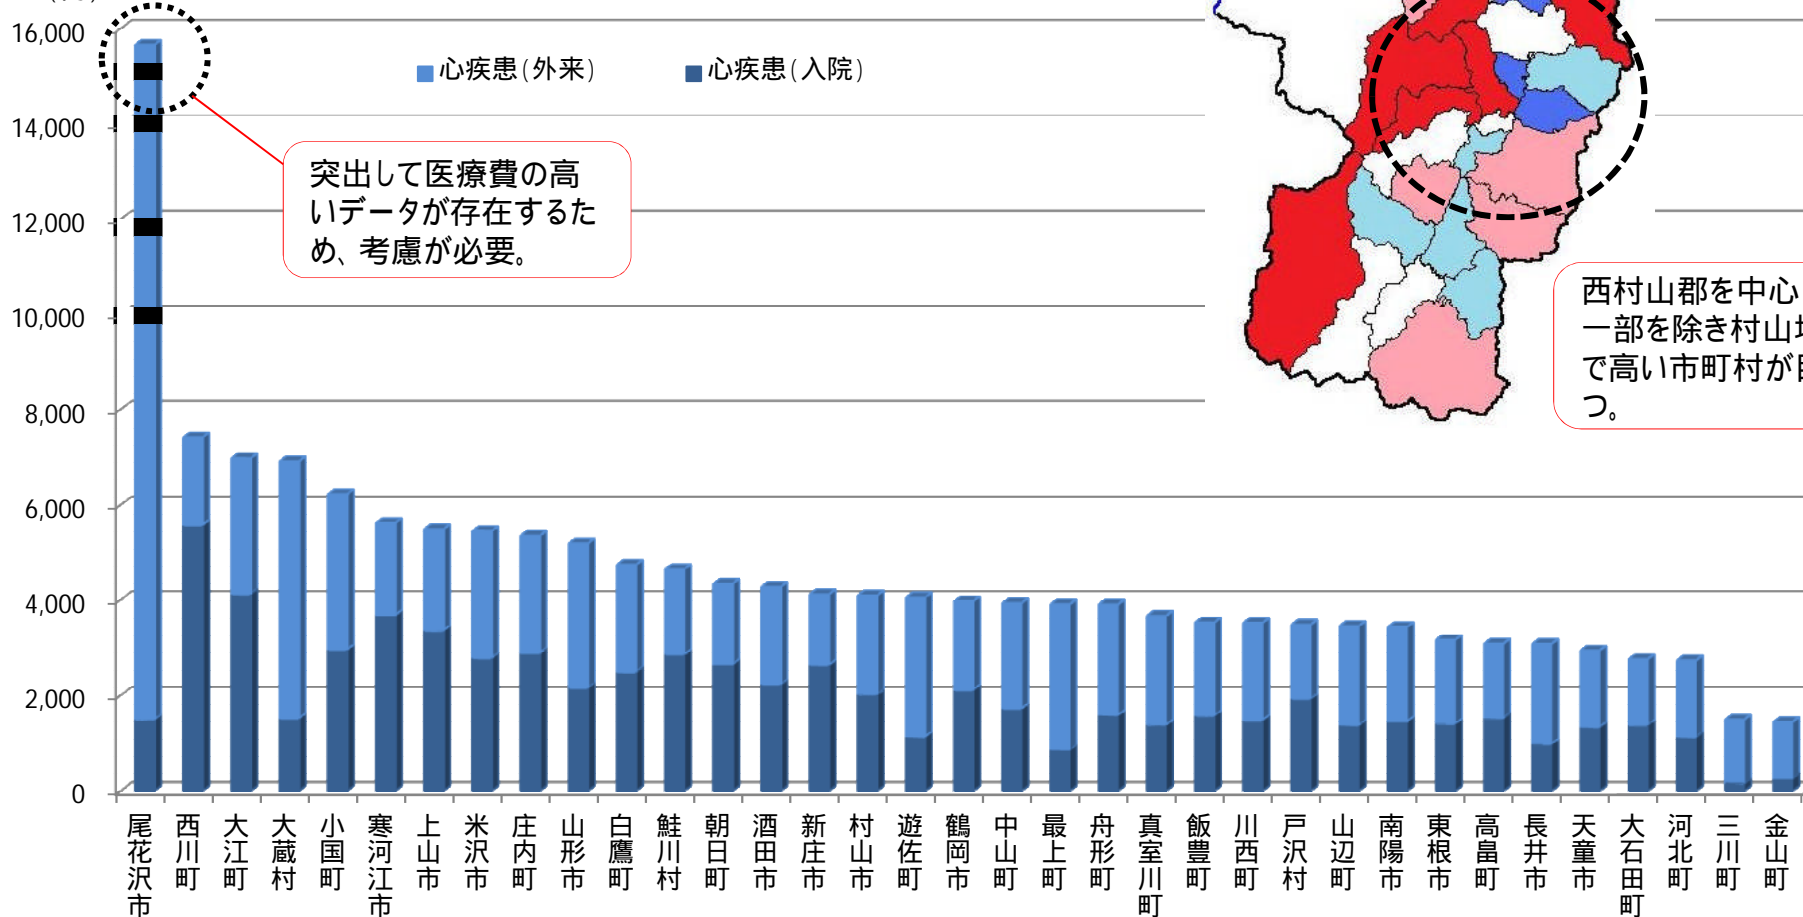 16,000
14,000
12,000
10,000
8,000
6,000
4,000
2,000
0
心疾患(外来)
心疾患(入院)
突出して医療費の高
いデータが存在するた
め、考慮が必要。
西村山郡を中心
一部を除き村山
で高い市町村が
つ。
尾花沢市
西川町
大江町
大蔵村
小国町
寒河江市
上山市
米沢市
庄内町
山形市
白鷹町
鮭川村
朝日町
酒田市
新庄市
村山市
遊佐町
鶴岡市
中山町
最上町
舟形町
真室川町
飯豊町
川西町
戸沢村
山辺町
南陽市
東根市
高畠町
長井市
天童市
大石田町
河北町
三川町
金山町